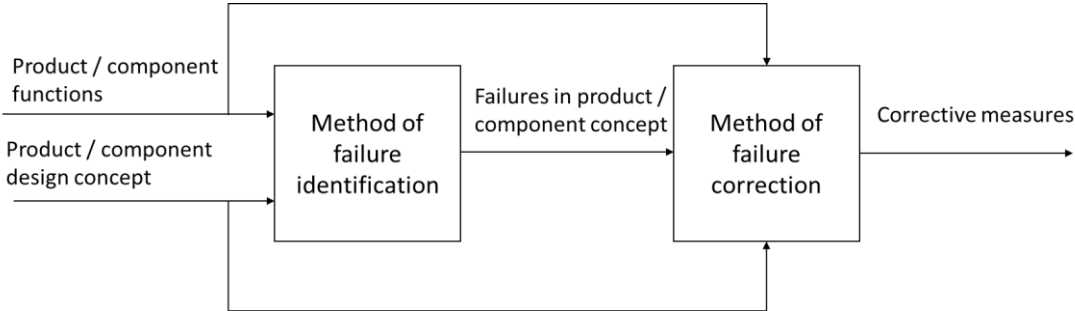 Product / component
functions
Product / component
design concept
Method of
failure
identification
Failures in product /
component concept
Method of
failure
correction
Corrective measures